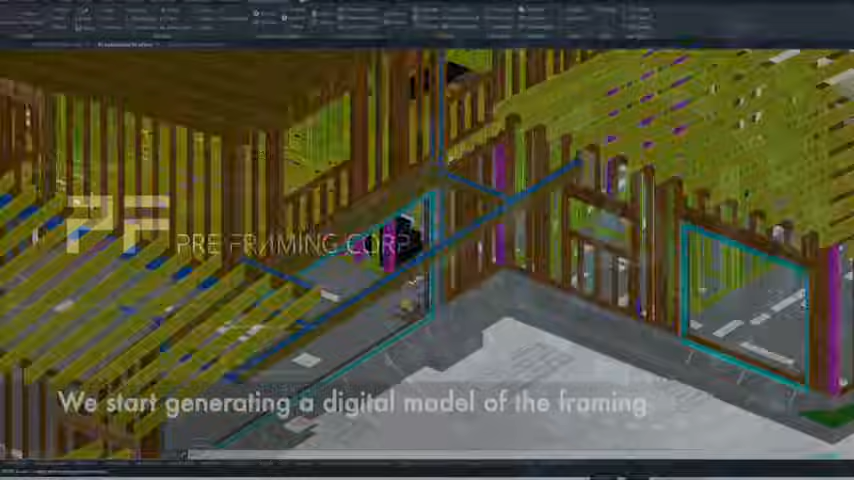 PF
PRE FRAMING CORP
We start generating a digital model of the framing